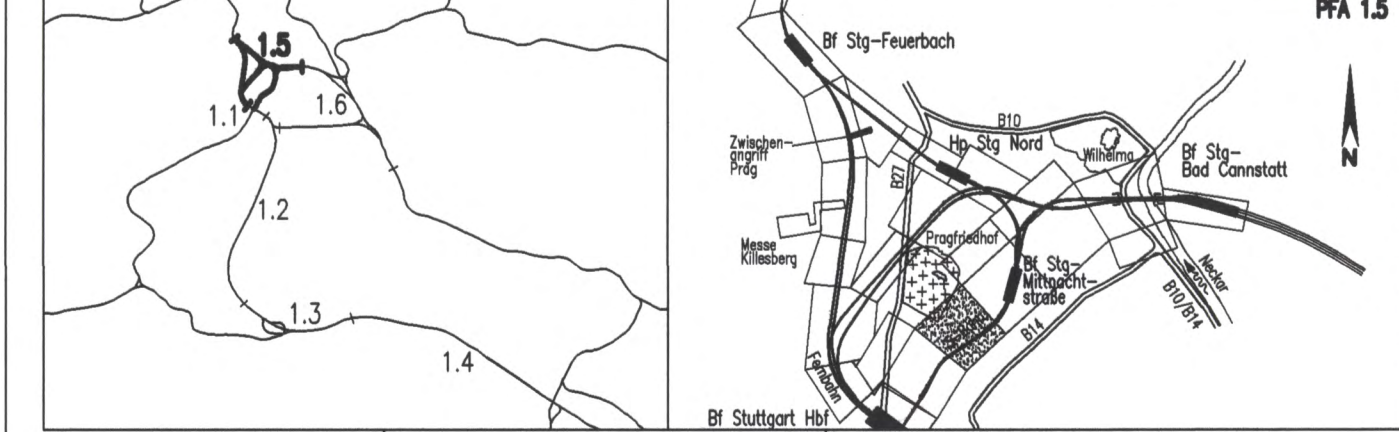 1.5
1.1
1.6
1.2
1.3
1.4
PFA 1.5
Bf Stg-Feuerbach
N
Zwischen-
angriff
Prag
B10
Hp Stg Nord
Wilhelma
Bf Stg-
Bad Cannstatt
B27
Messe
Killesberg
Pragfriedhof
Bf Stg-
Mittnacht-
straße
Neckar
B10/B14
B14
Fernbahn
Bf Stuttgart Hbf